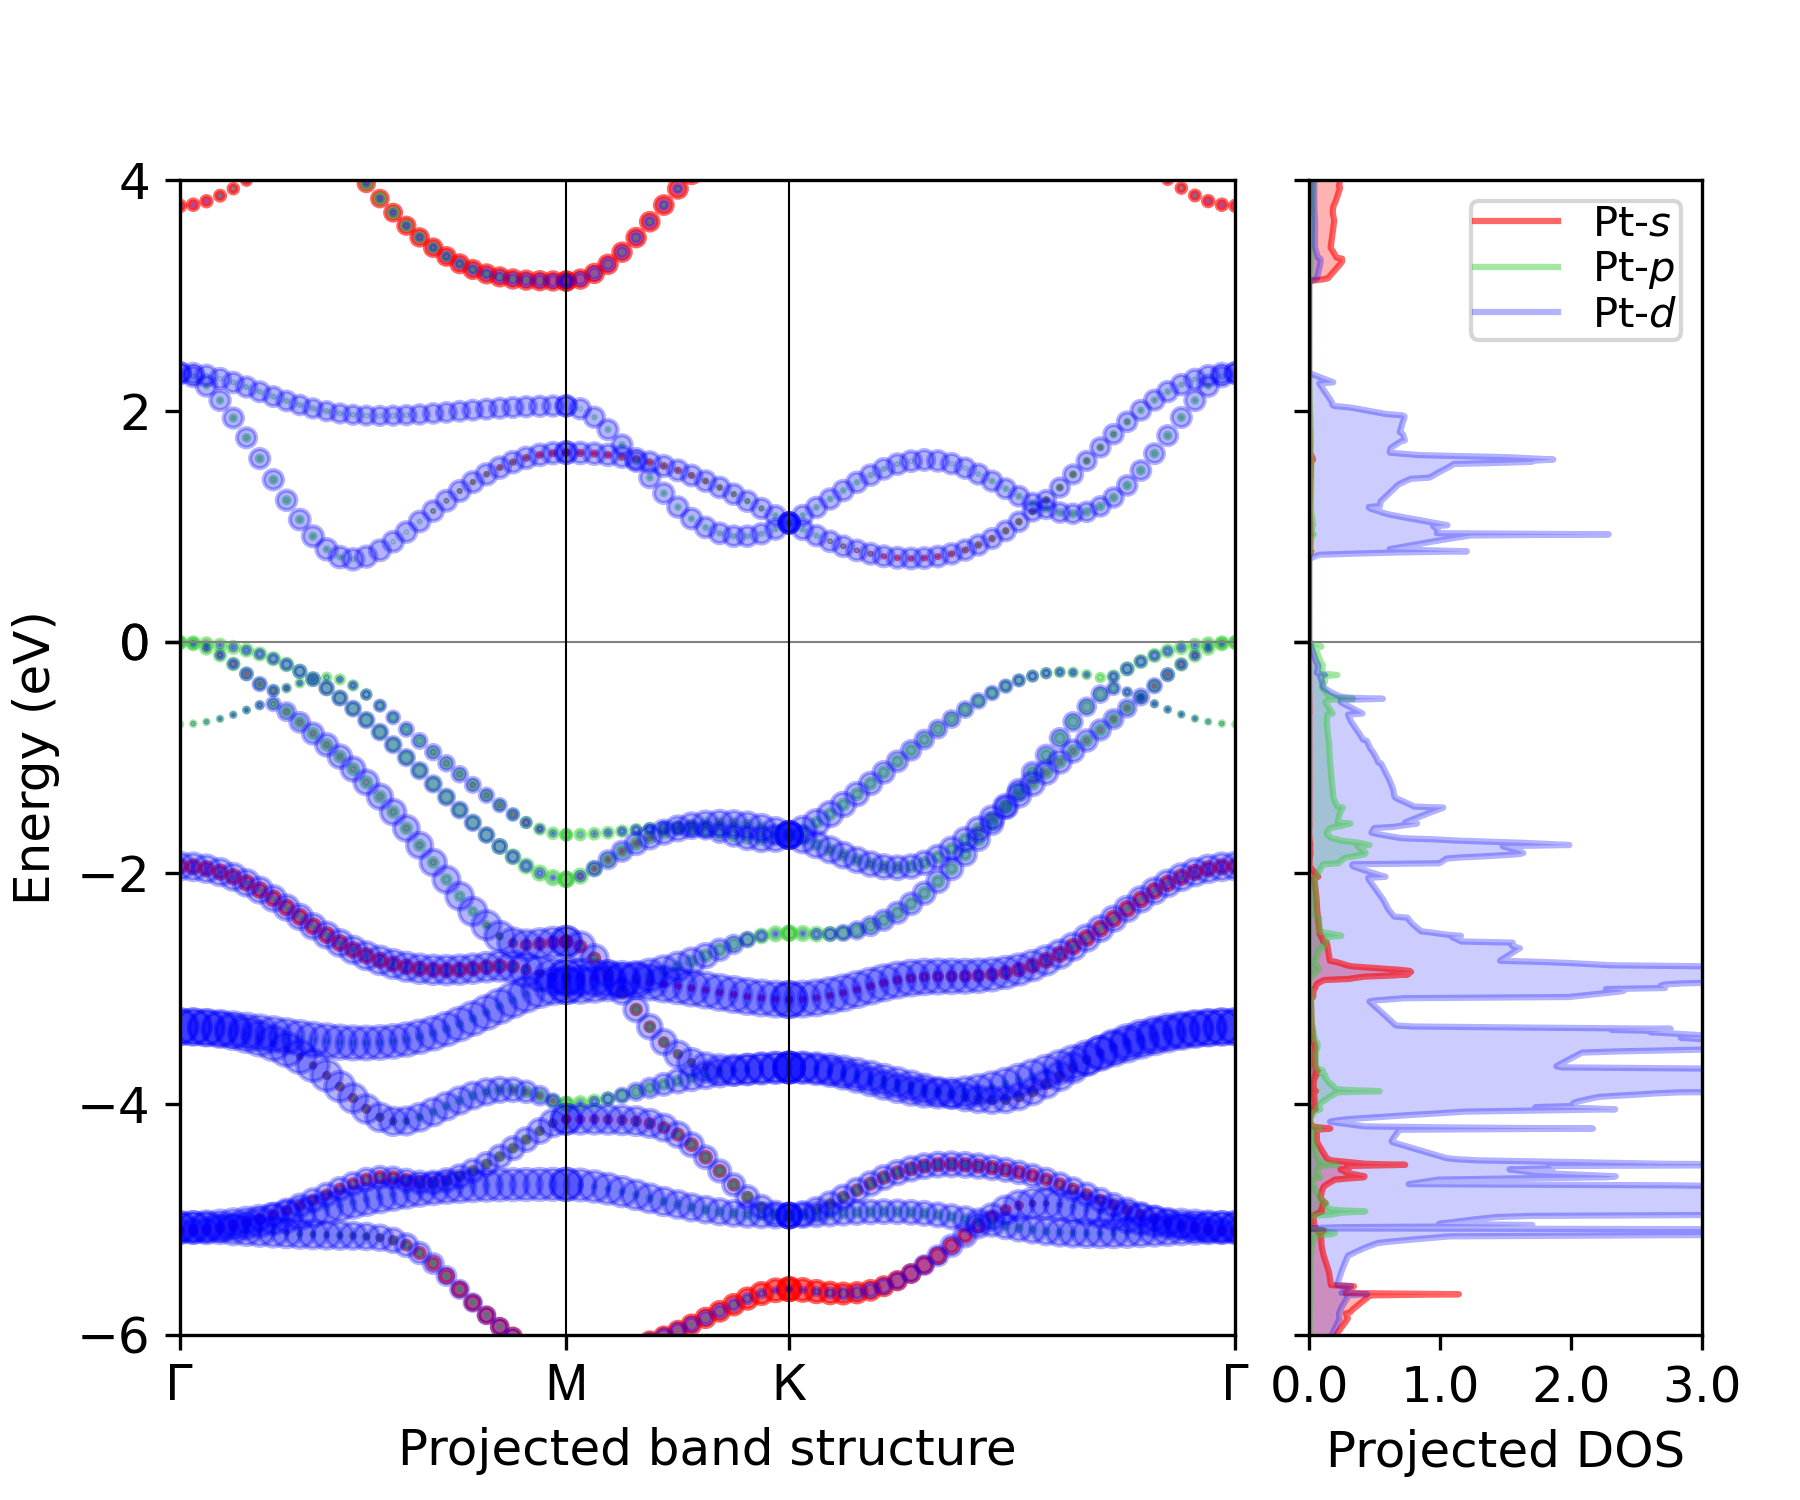 4
2
0
−2
−4
−6
Energy (eV)
Γ M K Γ
Projected band structure
Pt-s
Pt-p
Pt-d
0.0 1.0 2.0 3.0
Projected DOS